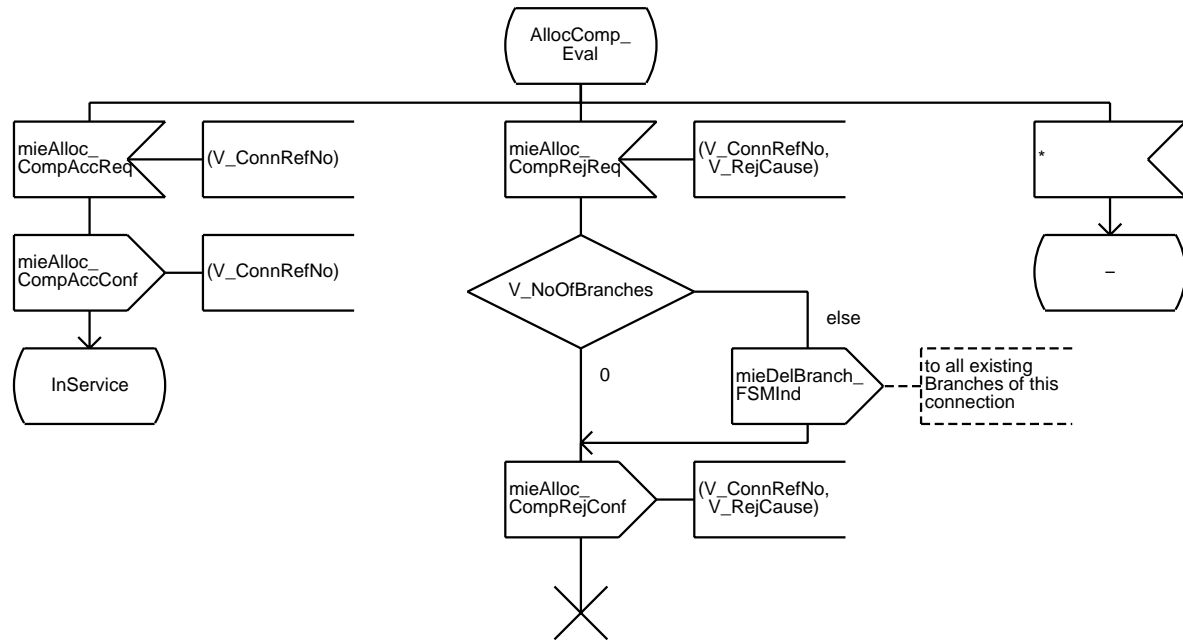 AllocComp_
Eval
mieAlloc_
CompAccReq
(V_ConnRefNo)
mieAlloc_
CompRejReq
(V_ConnRefNo,
V_RejCause)
*
mieAlloc_
CompAccConf
(V_ConnRefNo)
V_NoOfBranches
–
else
InService
0
mieDelBranch_
FSMInd
to all existing
Branches of this
connection
mieAlloc_
CompRejConf
(V_ConnRefNo,
V_RejCause)